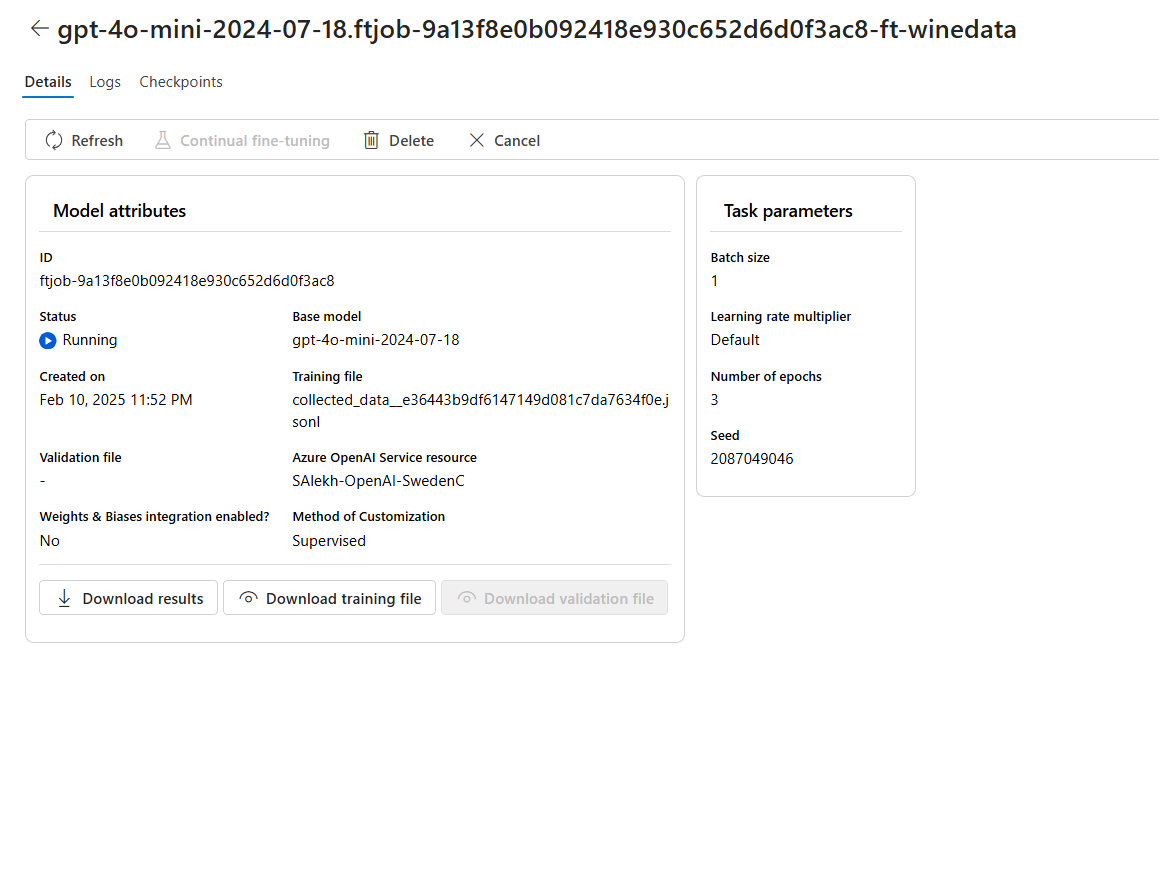 gpt-4o-mini-2024-07-18.ftjob-9a13f8e0b092418e930c652d6d0f3ac8-ft-winedata
Details Logs Checkpoints
Refresh Continual fine-tuning Delete Cancel
Model attributes
ID
ftjob-9a13f8e0b092418e930c652d6d0f3ac8
Status Base model
Running gpt-4o-mini-2024-07-18
Created on Training file
Feb 10, 2025 11:52 PM collected_data__e36443b9df6147149d081c7da7634f0e.j
sonl
Validation file Azure OpenAI Service resource
- SAlekh-OpenAI-SwedenC
Weights & Biases integration enabled? Method of Customization
No Supervised
Download results Download training file Download validation file
Task parameters
Batch size
1
Learning rate multiplier
Default
Number of epochs
3
Seed
2087049046